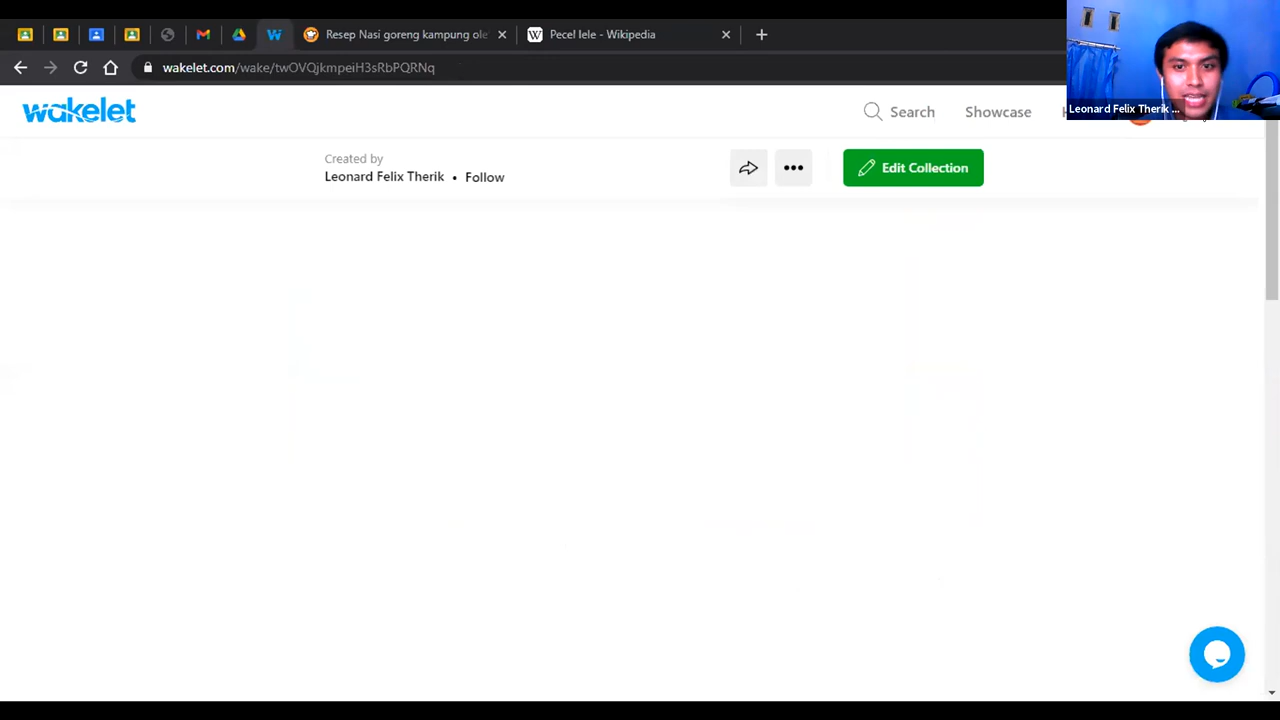 Resep Nasi goreng kampung ole
Pecel lele - Wikipedia
wakelet.com/wake/twOVQjkmpeiH3sRbPQRNq
wakelet
Search
Showcase
Leonard Felix Therik ...
Created by
Leonard Felix Therik • Follow
Edit Collection